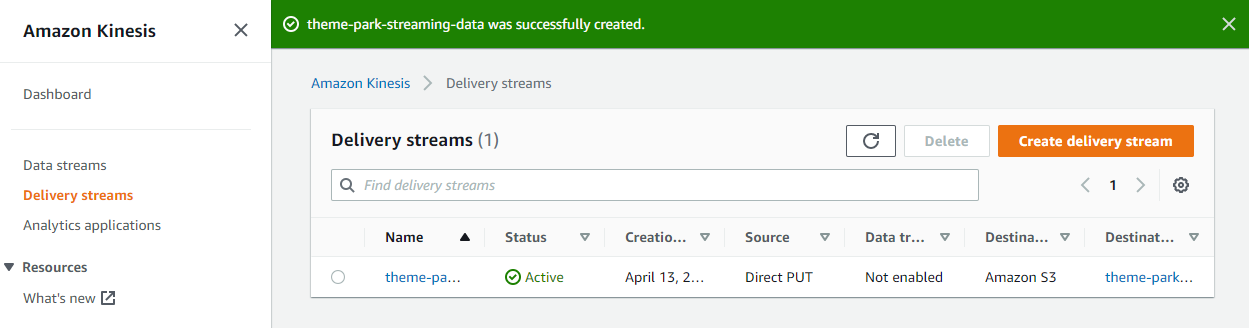 Amazon Kinesis
theme-park-streaming-data was successfully created.
Dashboard
Data streams
Delivery streams
Analytics applications
Resources
What's new
Amazon Kinesis
Delivery streams
Delivery streams (1)
Delete
Create delivery stream
Find delivery streams
1
Name Status Creatio... Source Data tr... Destina... Destinat...
theme-pa... Active April 13, 2... Direct PUT Not enabled Amazon S3 theme-park...